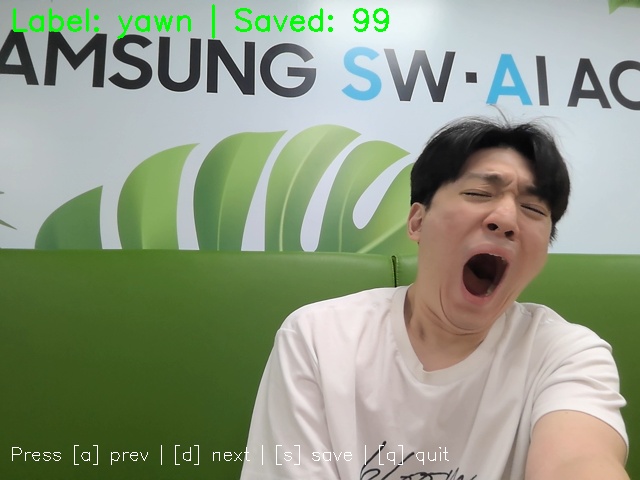 Label: yawn | Saved: 99
AMSUNG SW·AI AC
Press [a] prev | [d] next | [s] save | [q] quit